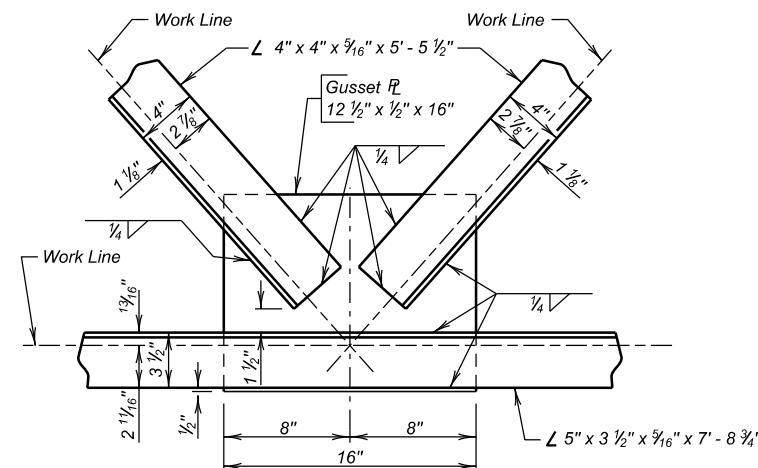 Work Line
Work Line
∠ 4" x 4" x 5/16" x 5' - 5 1/2"
Gusset PL
12 1/2" x 1/2" x 16"
4"
2 7/8"
1 1/8"
4"
2 7/8"
1 1/8"
1/4
1/4
Work Line
1/4
13/16"
3 1/2"
2 11/16"
1/2"
1 1/2"
8"
8"
16"
∠ 5" x 3 1/2" x 5/16" x 7' - 8 3/4'